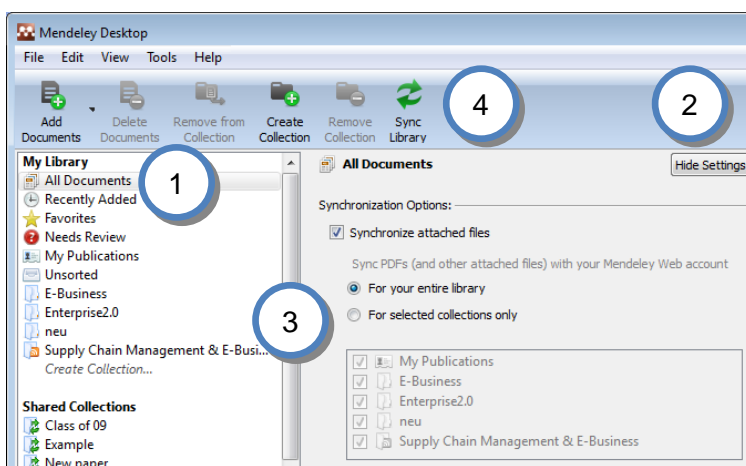 Mendeley Desktop
File Edit View Tools Help
4
2
Add Documents
Delete Documents
Remove from Collection
Create Collection
Remove Collection
Sync Library
My Library
All Documents
1
Recently Added
Favorites
Needs Review
My Publications
Unsorted
E-Business
Enterprise2.0
neu
Supply Chain Management & E-Busi...
Create Collection...
Shared Collections
Class of 09
Example
New paper
All Documents
Hide Settings
Synchronization Options:
Synchronize attached files
Sync PDFs (and other attached files) with your Mendeley Web account
For your entire library
3
For selected collections only
My Publications
E-Business
Enterprise2.0
neu
Supply Chain Management & E-Business